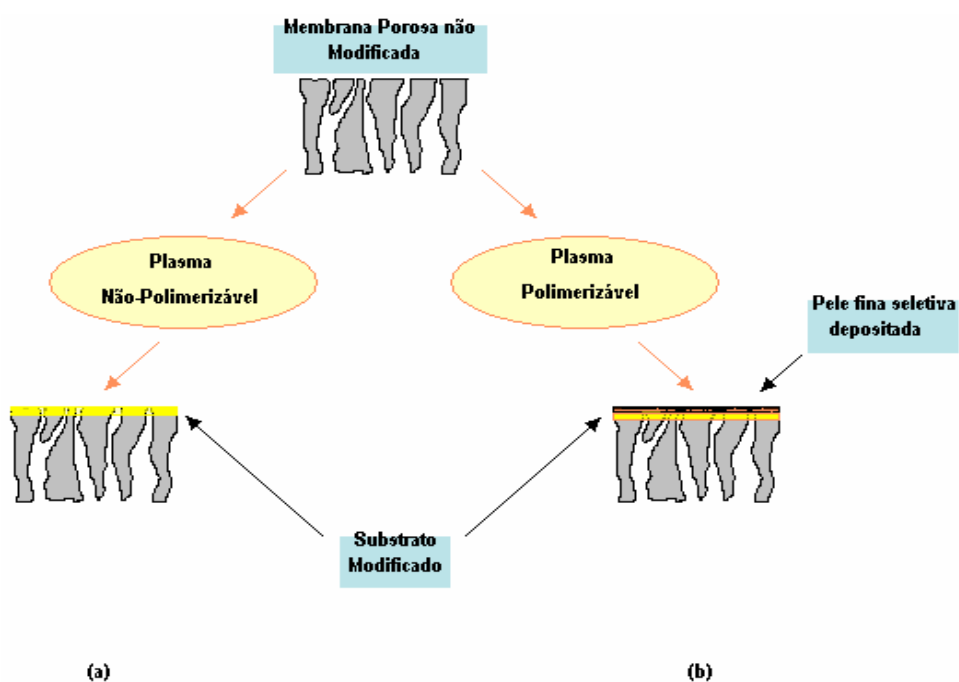 Membrana Porosa não
Modificada
Plasma
Não-Polimerizável
Plasma
Polimerizável
Pele fina seletiva
depositada
Substrato
Modificado
(a)
(b)